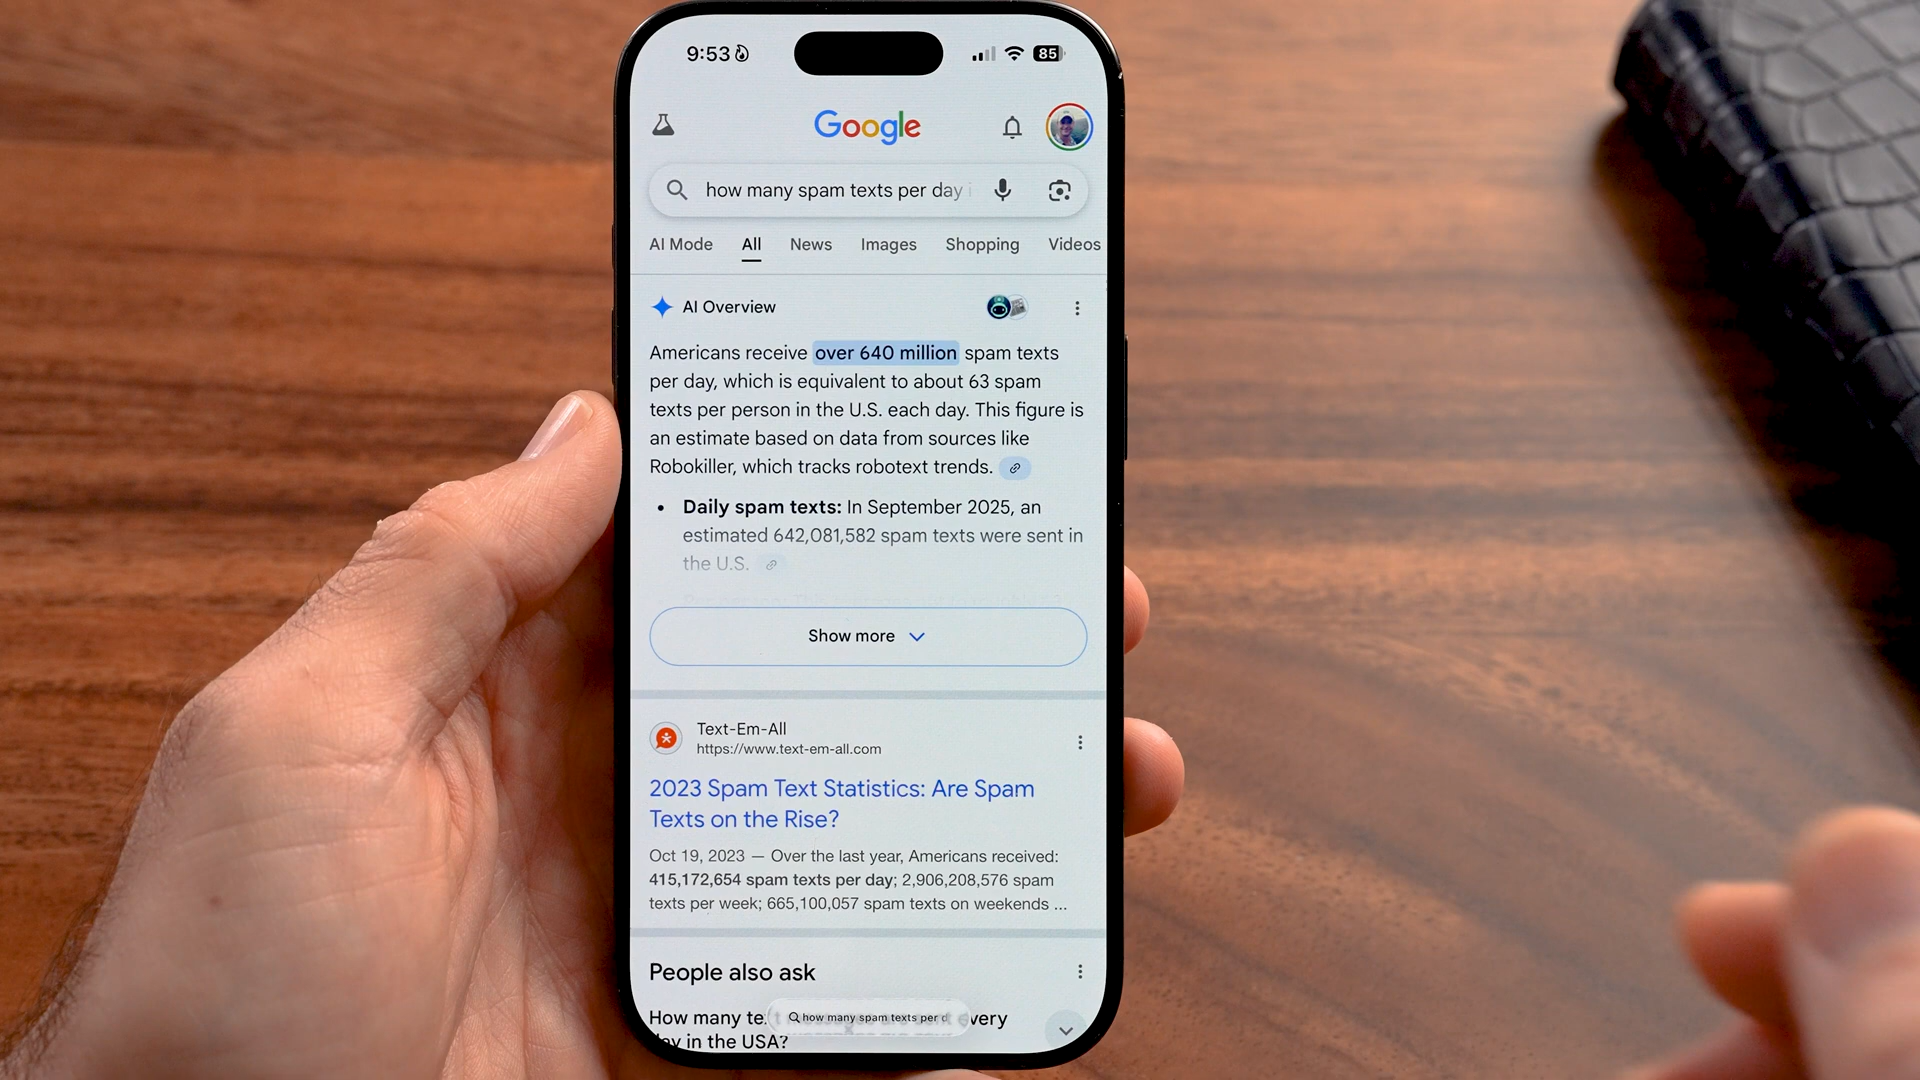 9:53
85
Google
how many spam texts per day
AI Mode All News Images Shopping Videos
AI Overview
Americans receive over 640 million spam texts
per day, which is equivalent to about 63 spam
texts per person in the U.S. each day. This figure is
an estimate based on data from sources like
Robokiller, which tracks robotext trends.
• Daily spam texts: In September 2025, an
estimated 642,081,582 spam texts were sent in
the U.S.
Show more
Text-Em-All
https://www.text-em-all.com
2023 Spam Text Statistics: Are Spam
Texts on the Rise?
Oct 19, 2023 — Over the last year, Americans received:
415,172,654 spam texts per day; 2,906,208,576 spam
texts per week; 665,100,057 spam texts on weekends ...
People also ask
How many every
how many spam texts per d
in the USA?